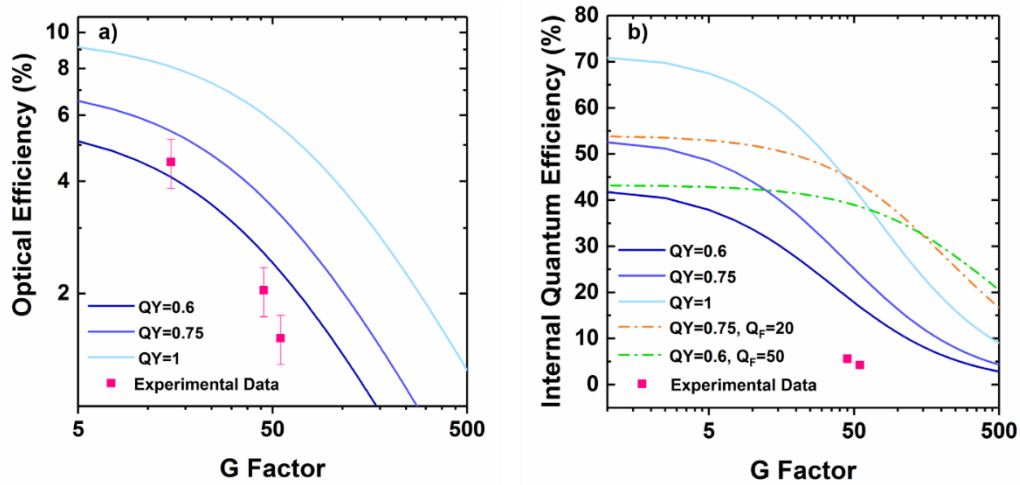 a)
Optical Efficiency (%)
10
8
6
4
2
QY=0.6
QY=0.75
QY=1
Experimental Data
5
50
500
G Factor
b)
Internal Quantum Efficiency (%)
80
70
60
50
40
30
20
10
0
QY=0.6
QY=0.75
QY=1
QY=0.75, Q_F=20
QY=0.6, Q_F=50
Experimental Data
5
50
500
G Factor